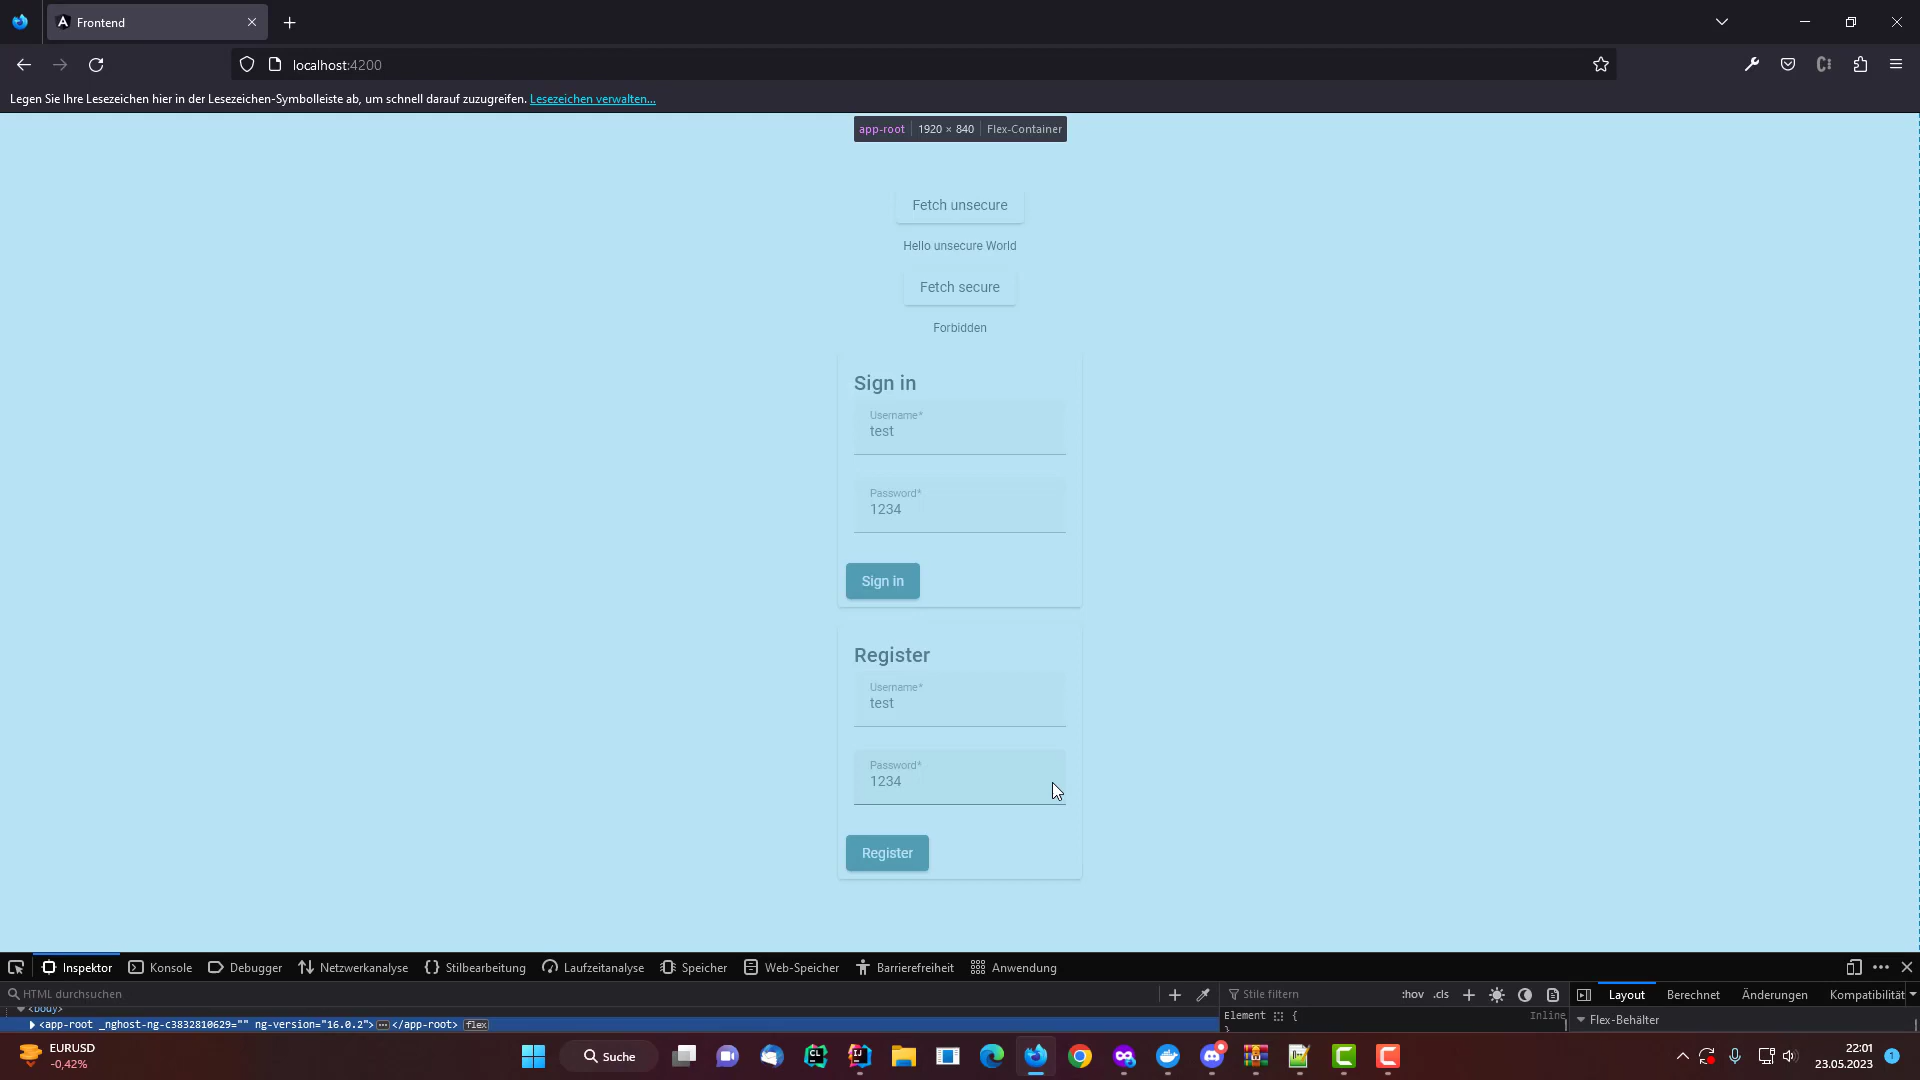 Frontend
localhost:4200
Legen Sie Ihre Lesezeichen hier in der Lesezeichen-Symbolleiste ab, um schnell darauf zuzugreifen. Lesezeichen verwalten...
app-root 1920 × 840 Flex-Container
Fetch unsecure
Hello unsecure World
Fetch secure
Forbidden
Sign in
Username*
test
Password*
1234
Sign in
Register
Username*
test
Password*
1234
Register
Inspektor Konsole Debugger Netzwerkanalyse Stilbearbeitung Laufzeitanalyse Speicher Web-Speicher Barrierefreiheit Anwendung
HTML durchsuchen Stile filtern :hov .cls Layout Berechnet Änderungen Kompatibilität
<body>
<app-root _nghost-ng-c3832810629="" ng-version="16.0.2"> ··· </app-root> flex
Element { Inline
}
Flex-Behälter
EURUSD
-0,42%
Suche
22:01
23.05.2023
1